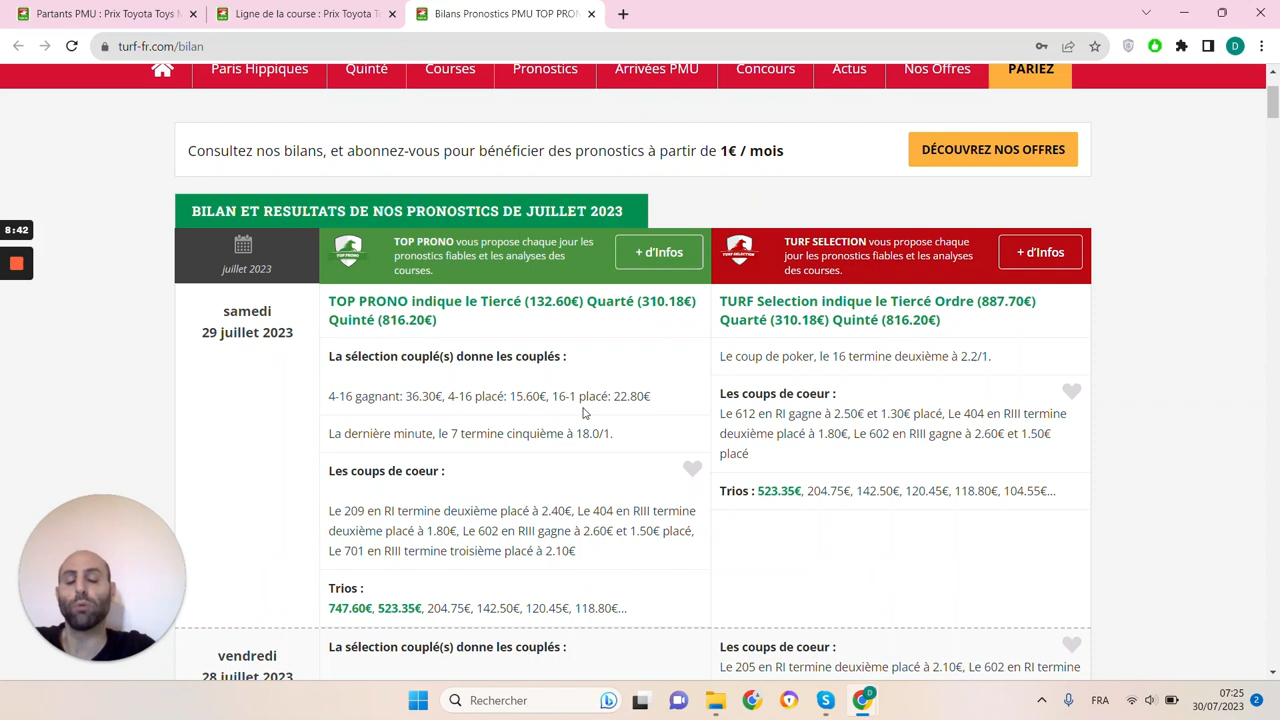 Partants PMU : Prix Toyota Toys M
Ligne de la course : Prix Toyota T
Bilans Pronostics PMU TOP PRON
turf-fr.com/bilan
D
Paris Hippiques
Quinté
Courses
Pronostics
Arrivées PMU
Concours
Actus
Nos Offres
PARIEZ
Consultez nos bilans, et abonnez-vous pour bénéficier des pronostics à partir de 1€ / mois
DÉCOUVREZ NOS OFFRES
8:42
BILAN ET RESULTATS DE NOS PRONOSTICS DE JUILLET 2023
juillet 2023
TOP PRONO
TOP PRONO vous propose chaque jour les
pronostics fiables et les analyses des
courses.
+ d'Infos
TURF SELECTION
TURF SELECTION vous propose chaque
jour les pronostics fiables et les analyses
des courses.
+ d'Infos
samedi
29 juillet 2023
TOP PRONO indique le Tiercé (132.60€) Quarté (310.18€)
Quinté (816.20€)
La sélection couplé(s) donne les couplés :
4-16 gagnant: 36.30€, 4-16 placé: 15.60€, 16-1 placé: 22.80€
La dernière minute, le 7 termine cinquième à 18.0/1.
Les coups de coeur :
Le 209 en RI termine deuxième placé à 2.40€, Le 404 en RIII termine
deuxième placé à 1.80€, Le 602 en RIII gagne à 2.60€ et 1.50€ placé,
Le 701 en RIII termine troisième placé à 2.10€
Trios :
747.60€, 523.35€, 204.75€, 142.50€, 120.45€, 118.80€...
TURF Selection indique le Tiercé Ordre (887.70€)
Quarté (310.18€) Quinté (816.20€)
Le coup de poker, le 16 termine deuxième à 2.2/1.
Les coups de coeur :
Le 612 en RI gagne à 2.50€ et 1.30€ placé, Le 404 en RIII termine
deuxième placé à 1.80€, Le 602 en RIII gagne à 2.60€ et 1.50€
placé
Trios : 523.35€, 204.75€, 142.50€, 120.45€, 118.80€, 104.55€...
vendredi
28 juillet 2023
La sélection couplé(s) donne les couplés :
Les coups de coeur :
Le 205 en RI termine deuxième placé à 2.10€, Le 602 en RI termine
Rechercher
D
FRA
07:25
30/07/2023
2